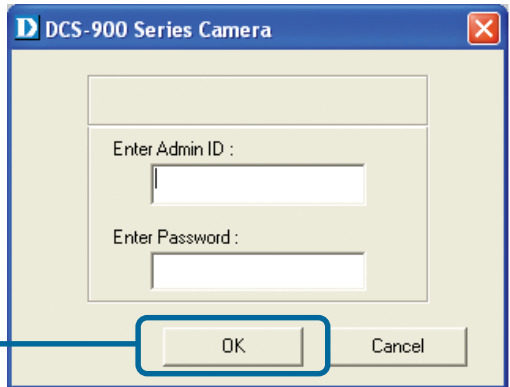 D DCS-900 Series Camera
Enter Admin ID :
Enter Password :
OK Cancel